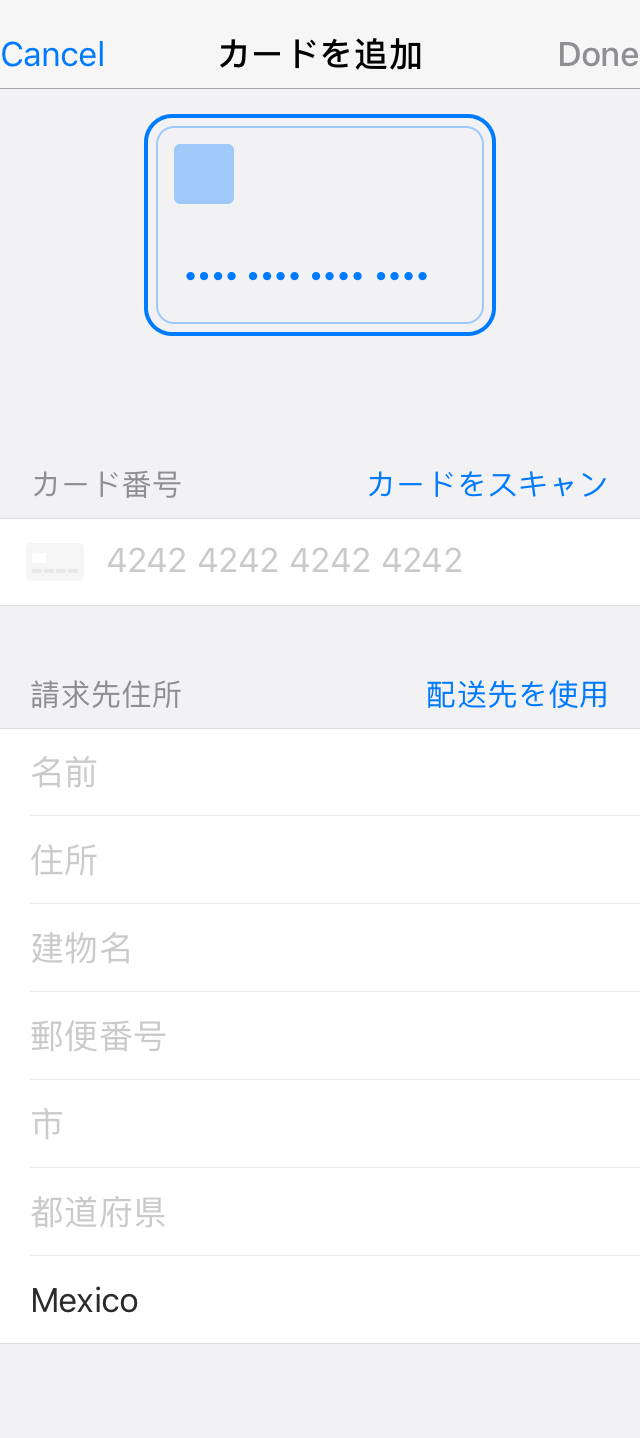 Cancel カードを追加 Done
•••• •••• •••• ••••
カード番号 カードをスキャン
4242 4242 4242 4242
請求先住所 配送先を使用
名前
住所
建物名
郵便番号
市
都道府県
Mexico